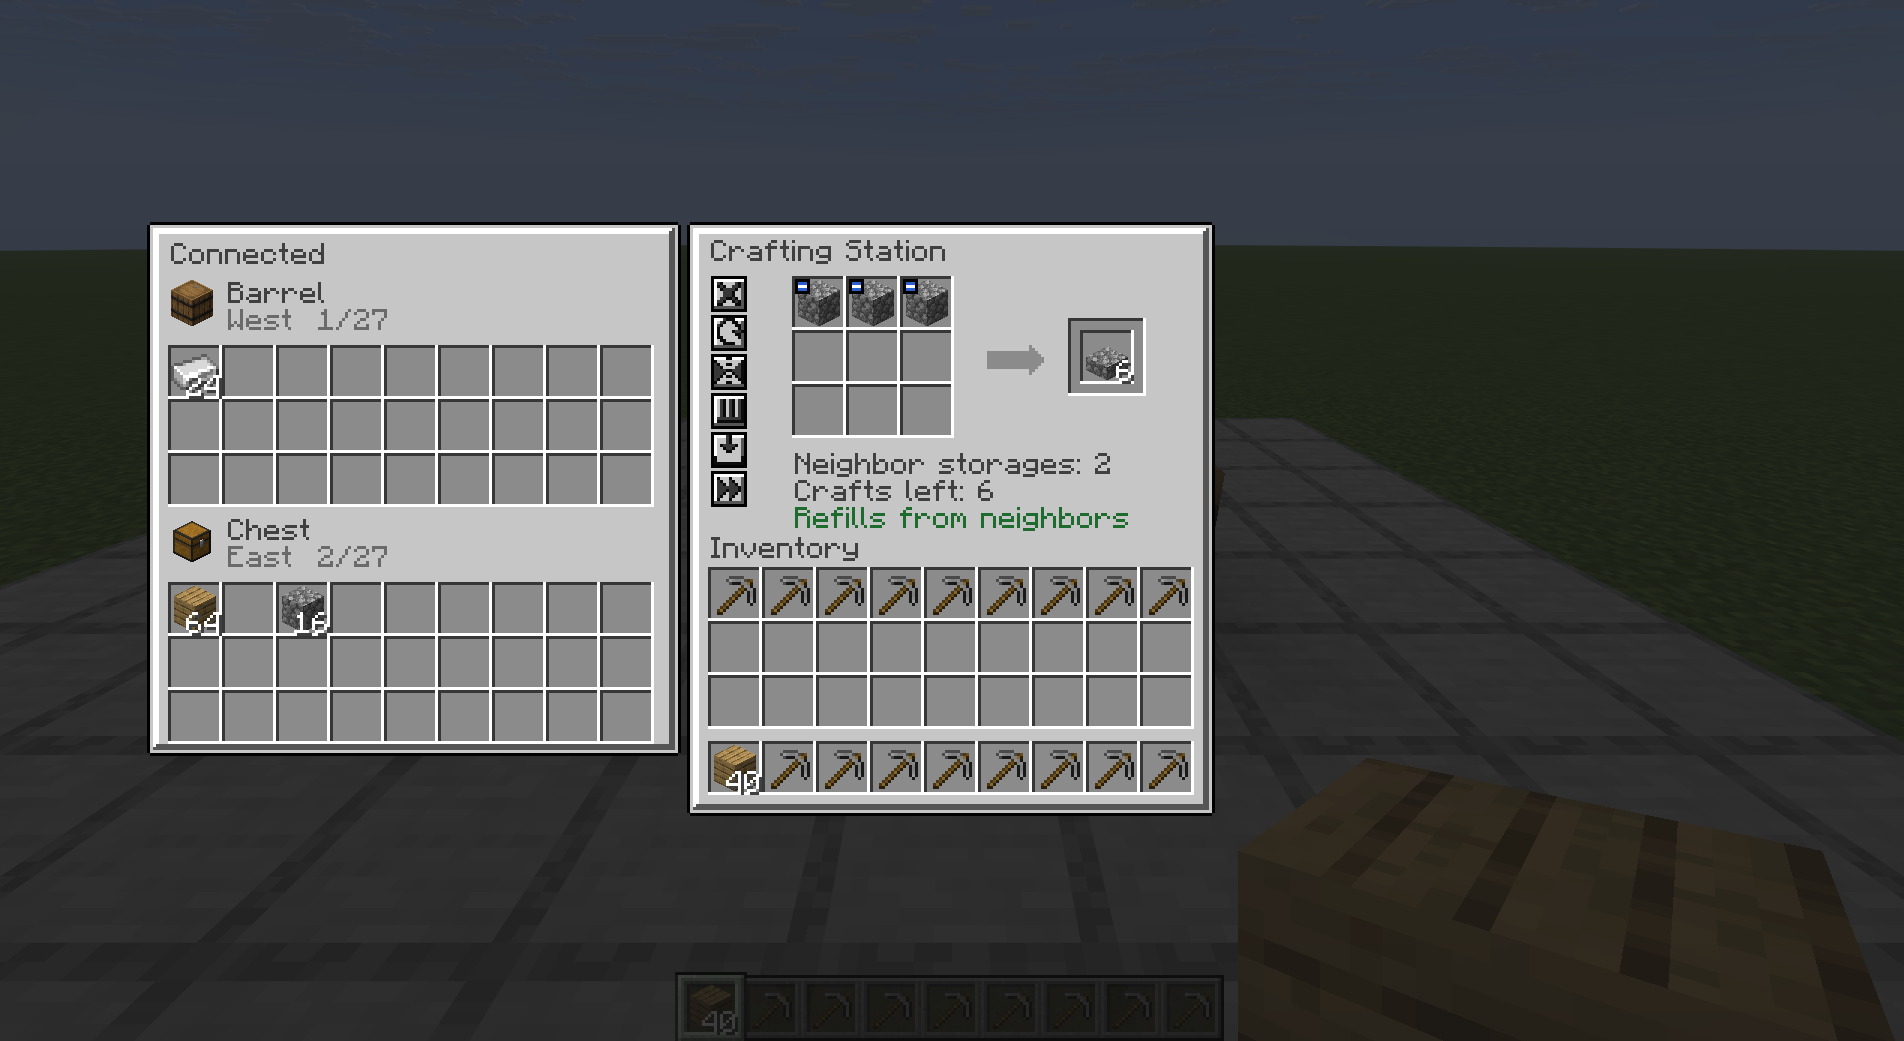 Connected
Barrel
West 1/27
24
Chest
East 2/27
64
16
Crafting Station
6
Neighbor storages: 2
Crafts left: 6
Refills from neighbors
Inventory
40
40